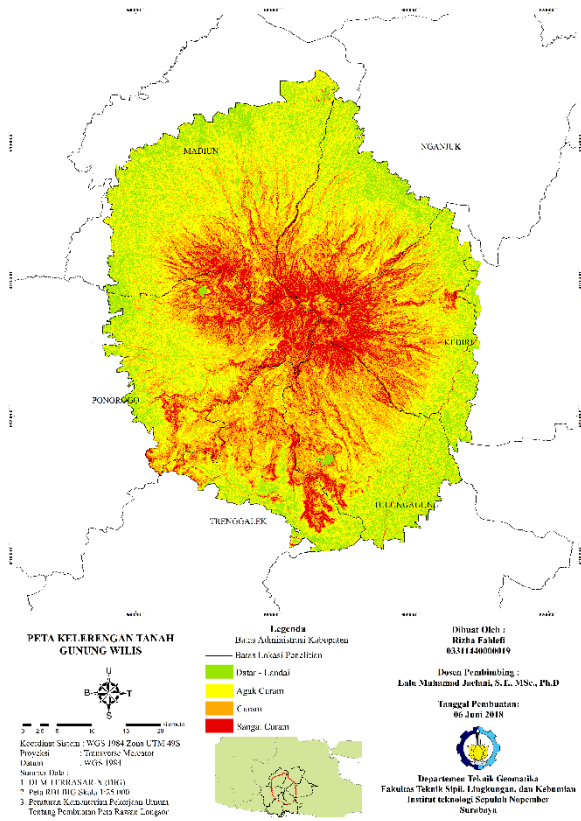 MADIUN
NGANJUK
KEDIRI
PONOROGO
TULUNGAGUNG
TRENGGALEK
PETA KELERENGAN TANAH
GUNUNG WILIS
U
B T
S
Legenda
Batas Administrasi Kabupaten
Batas Lokasi Penelitian
Datar - Landai
Agak Curam
Curam
Sangat Curam
Koordinat Sistem : WGS 1984 Zona UTM 49S
Proyeksi : Transverse Mercator
Datum : WGS 1984
Sumber Data :
1. DEM TERRASAR-X (BIG)
2. Peta RBI BIG Skala 1:25.000
3. Peraturan Kementerian Pekerjaan Umum
Tentang Pembuatan Peta Rawan Longsor
Dibuat Oleh :
Rizha Fahlefi
03311440000019
Dosen Pembimbing :
Lalu Muhamad Jaelani, S.T., MSc., Ph.D
Tanggal Pembuatan:
06 Juni 2018
Departemen Teknik Geomatika
Fakultas Teknik Sipil, Lingkungan, dan Kebumian
Institut teknologi Sepuluh Nopember
Surabaya